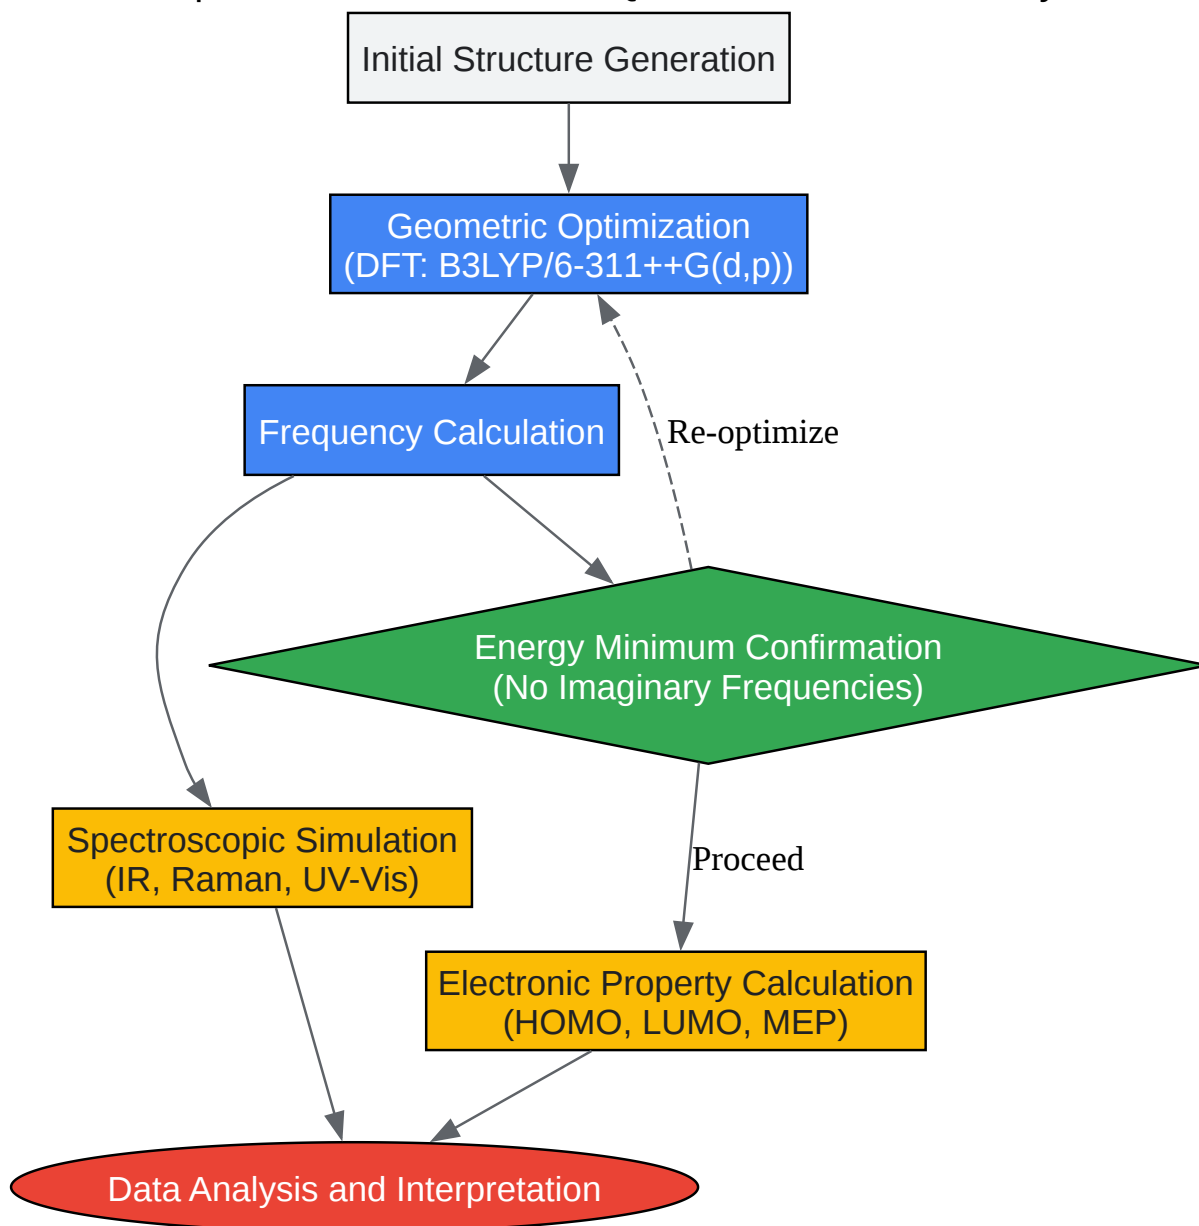 Initial Structure Generation
Geometric Optimization
(DFT: B3LYP/6-311++G(d,p))
Frequency Calculation
Re-optimize
Energy Minimum Confirmation
(No Imaginary Frequencies)
Spectroscopic Simulation
(IR, Raman, UV-Vis)
Proceed
Electronic Property Calculation
(HOMO, LUMO, MEP)
Data Analysis and Interpretation